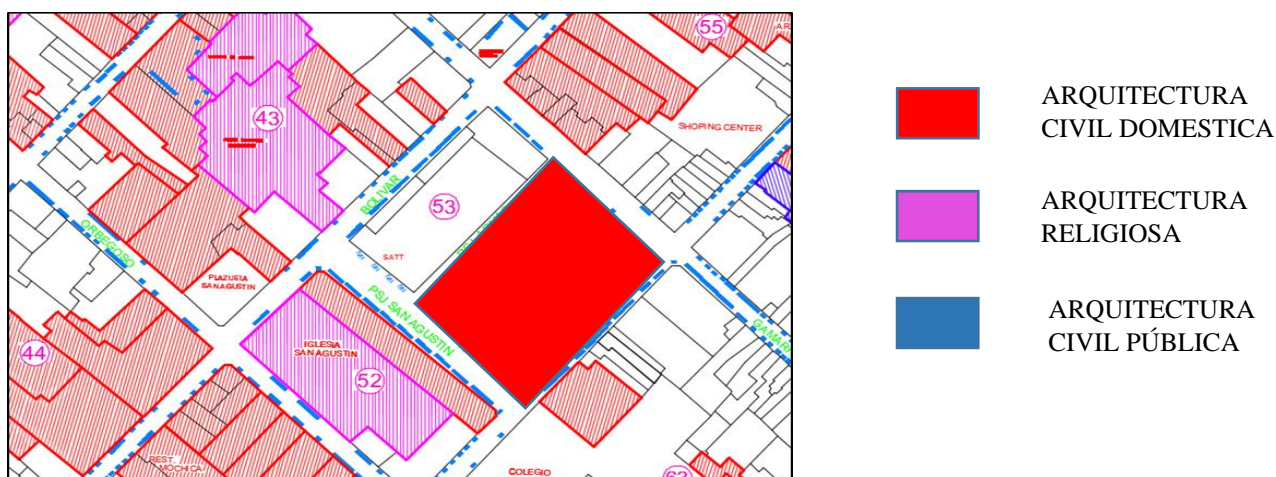 55
SHOPING CENTER
43
BOLIVAR
53
ORBEGOSO
SATT
PLAZUELA
SAN AGUSTIN
PSJ SAN AGUSTIN
IGLESIA
SAN AGUSTIN
44
52
REST.
MOCHICA
COLEGIO
ARQUITECTURA
CIVIL DOMESTICA
ARQUITECTURA
RELIGIOSA
ARQUITECTURA
CIVIL PÚBLICA